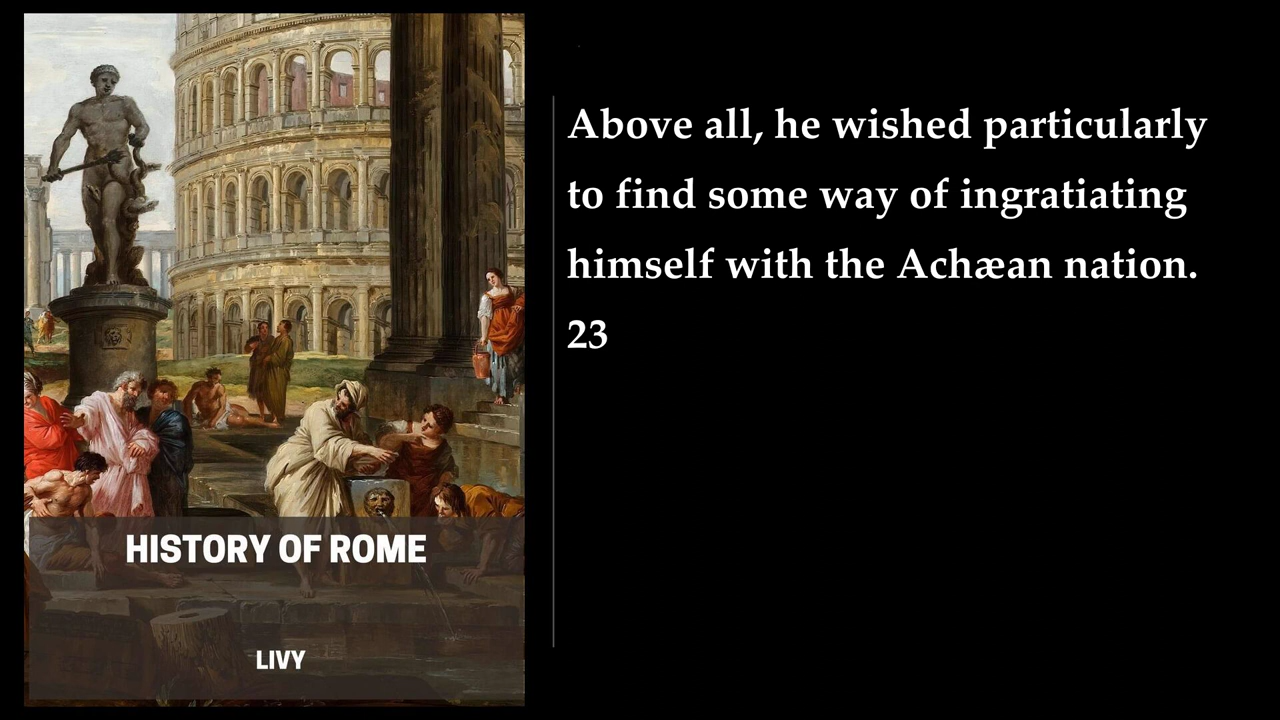 HISTORY OF ROME
LIVY
Above all, he wished particularly
to find some way of ingratiating
himself with the Achæan nation.
23